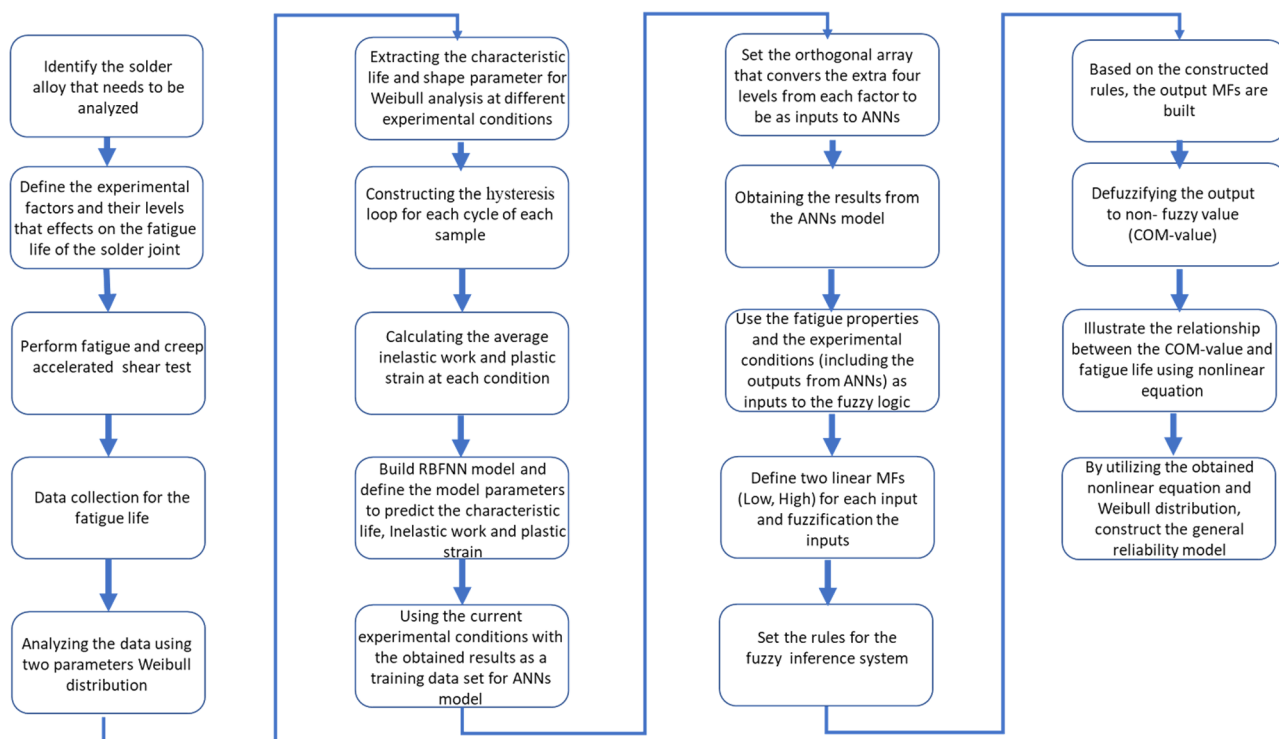 Identify the solder
alloy that needs to be
analyzed
Define the experimental
factors and their levels
that effects on the fatigue
life of the solder joint
Perform fatigue and creep
accelerated shear test
Data collection for the
fatigue life
Analyzing the data using
two parameters Weibull
distribution
Extracting the characteristic
life and shape parameter for
Weibull analysis at different
experimental conditions
Constructing the hysteresis
loop for each cycle of each
sample
Calculating the average
inelastic work and plastic
strain at each condition
Build RBFNN model and
define the model parameters
to predict the characteristic
life, Inelastic work and plastic
strain
Using the current
experimental conditions with
the obtained results as a
training data set for ANNs
model
Set the orthogonal array
that convers the extra four
levels from each factor to
be as inputs to ANNs
Obtaining the results from
the ANNs model
Use the fatigue properties
and the experimental
conditions (including the
outputs from ANNs) as
inputs to the fuzzy logic
Define two linear MFs
(Low, High) for each input
and fuzzification the
inputs
Set the rules for the
fuzzy inference system
Based on the constructed
rules, the output MFs are
built
Defuzzifying the output
to non- fuzzy value
(COM-value)
Illustrate the relationship
between the COM-value and
fatigue life using nonlinear
equation
By utilizing the obtained
nonlinear equation and
Weibull distribution,
construct the general
reliability model